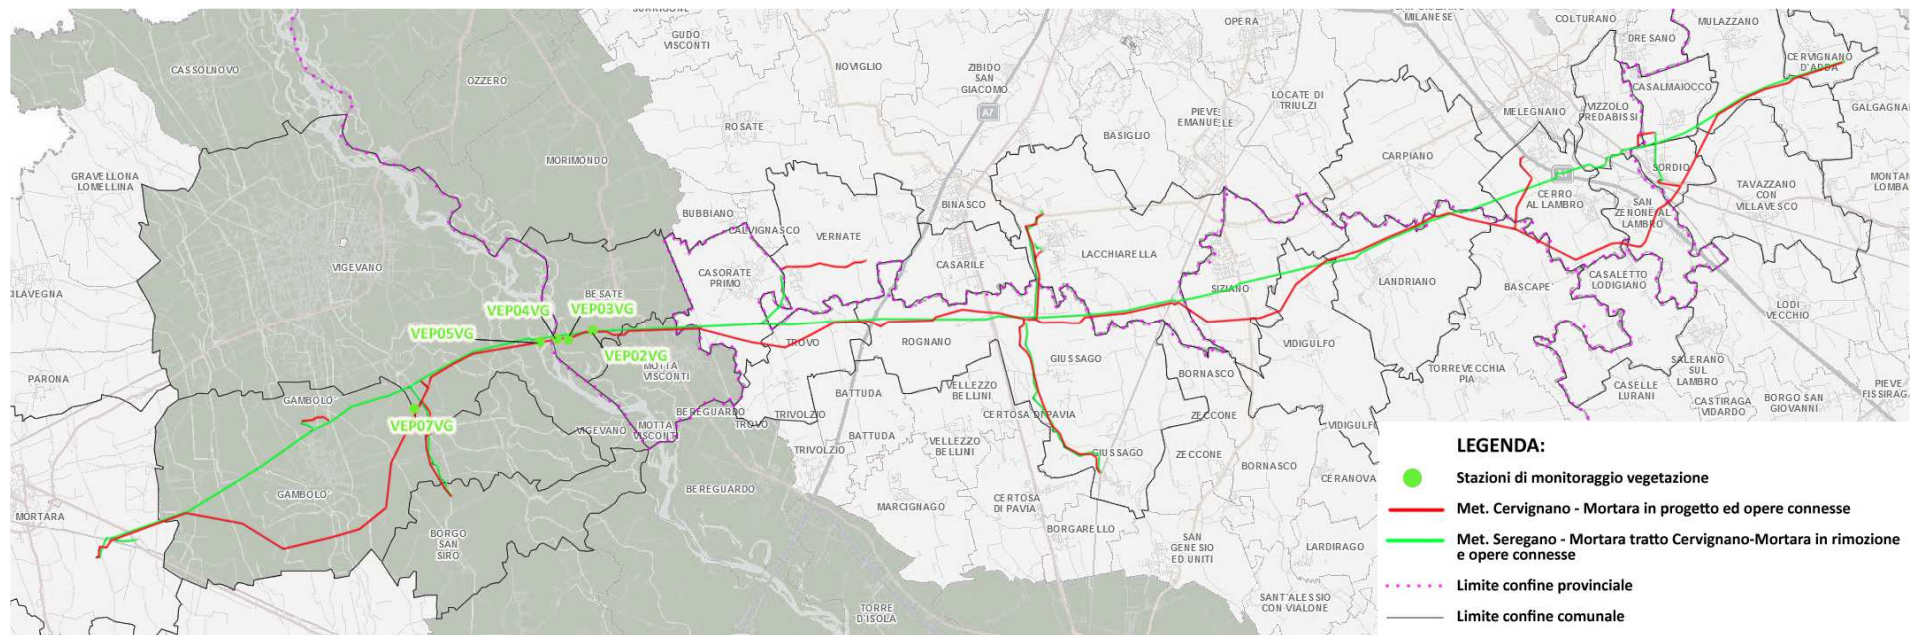 GUDO
VISCONTI
OPERA
MILANESE
COLTURANO
MULAZZANO
DRESANO
CERVIGNANO
D'ADDA
CASSOLNOVO
OZZERO
NOVIGLIO
ZIBIDO
SAN
GIACOMO
LOCATE DI
TRIULZI
MELEGNANO
VIZZOLO
PREDABISSI
CASALMAIOCCO
GALGAGNA
A7
ROSATE
PIEVE
EMANUELE
BASIGLIO
MORIMONDO
CARPIANO
SORDIO
GRAVELLONA
LOMELLINA
TAVAZZANO
CON
VILLAVESCO
MONTAN
LOMBA
CERRO
AL LAMBRO
SAN
ZENONE AL
LAMBRO
BINASCO
BUBBIANO
CALVIGNASCO
VERNATE
LACCHIARELLA
CASARILE
VIGEVANO
CASORATE
PRIMO
CILAVEGNA
BESATE
SIZIANO
LANDRIANO
BASCAPE'
CASALETTO
LODIGIANO
LODI
VECCHIO
VEP04VG
VEP03VG
VEP05VG
VEP02VG
TROVO
ROGNANO
VIDIGULFO
MOTTA
VISCONTI
GIUSSAGO
SALERANO
SUL
LAMBRO
PARONA
BORNASCO
TORREVECCHIA
PIA
CASELLE
LURANI
PIEVE
FISSIRAGA
GAMBOLO'
BATTUDA
VELLEZZO
BELLINI
CASTIRAGA
VIDARDO
BORGO SAN
GIOVANNI
BEREGUARDO
TROVO
TRIVOLZIO
CERTOSA DI PAVIA
ZECCONE
VEP07VG
VIGEVANO
MOTTA
VISCONTI
VIDIGULFO
BATTUDA
TRIVOLZIO
VELLEZZO
BELLINI
GIUSSAGO
ZECCONE
BORNASCO
CERANOVA
BEREGUARDO
GAMBOLO'
MARCIGNAGO
CERTOSA
DI PAVIA
MORTARA
BORGARELLO
BORGO
SAN
SIRO
SAN
GENESIO
ED UNITI
LARDIRAGO
SANT'ALESSIO
CON VIALONE
TORRE
D'ISOLA
LEGENDA:
Stazioni di monitoraggio vegetazione
Met. Cervignano - Mortara in progetto ed opere connesse
Met. Seregano - Mortara tratto Cervignano-Mortara in rimozione
e opere connesse
Limite confine provinciale
Limite confine comunale